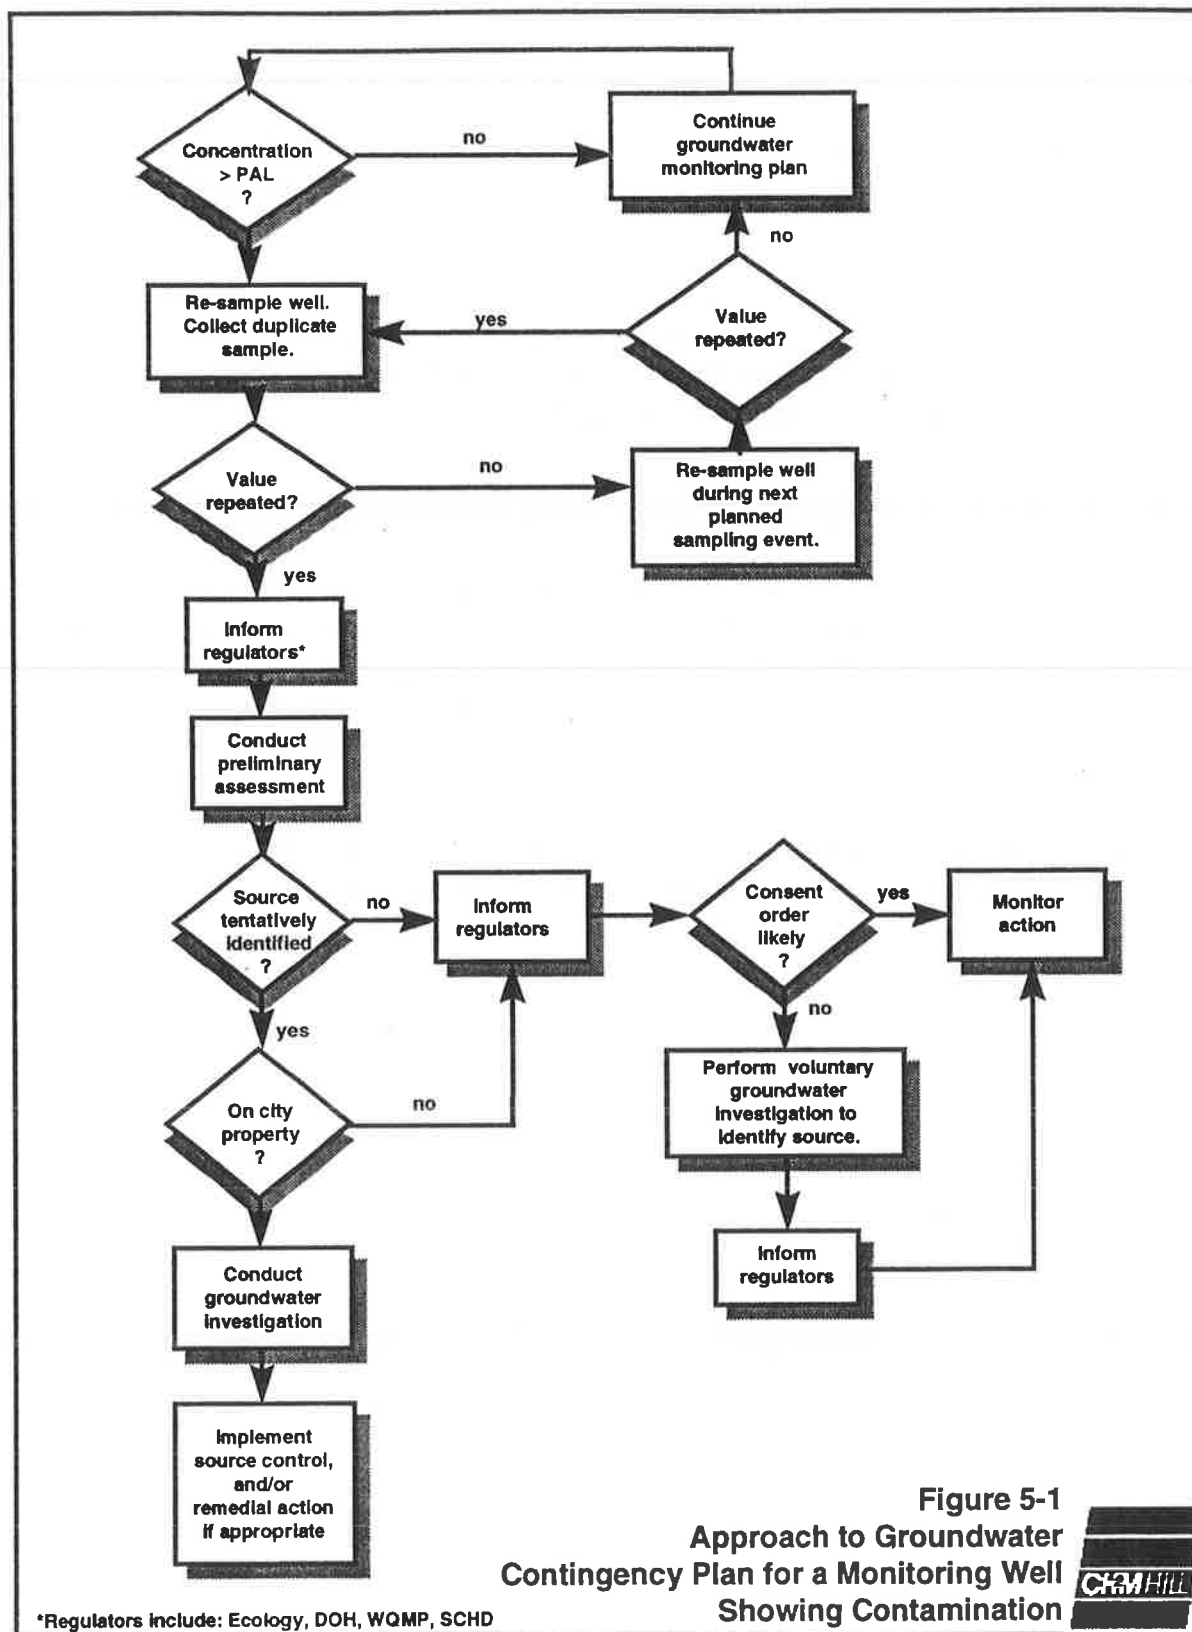 Concentration
> PAL
?
no
Continue
groundwater
monitoring plan
no
Re-sample well.
Collect duplicate
sample.
yes
Value
repeated?
Value
repeated?
no
Re-sample well
during next
planned
sampling event.
yes
Inform
regulators*
Conduct
preliminary
assessment
Source
tentatively
identified
?
no
Inform
regulators
Consent
order
likely
?
yes
Monitor
action
yes
no
On city
property
?
no
Perform voluntary
groundwater
investigation to
identify source.
Inform
regulators
Conduct
groundwater
investigation
Implement
source control,
and/or
remedial action
if appropriate
Figure 5-1
Approach to Groundwater
Contingency Plan for a Monitoring Well
Showing Contamination
CH2M HILL
*Regulators include: Ecology, DOH, WQMP, SCHD